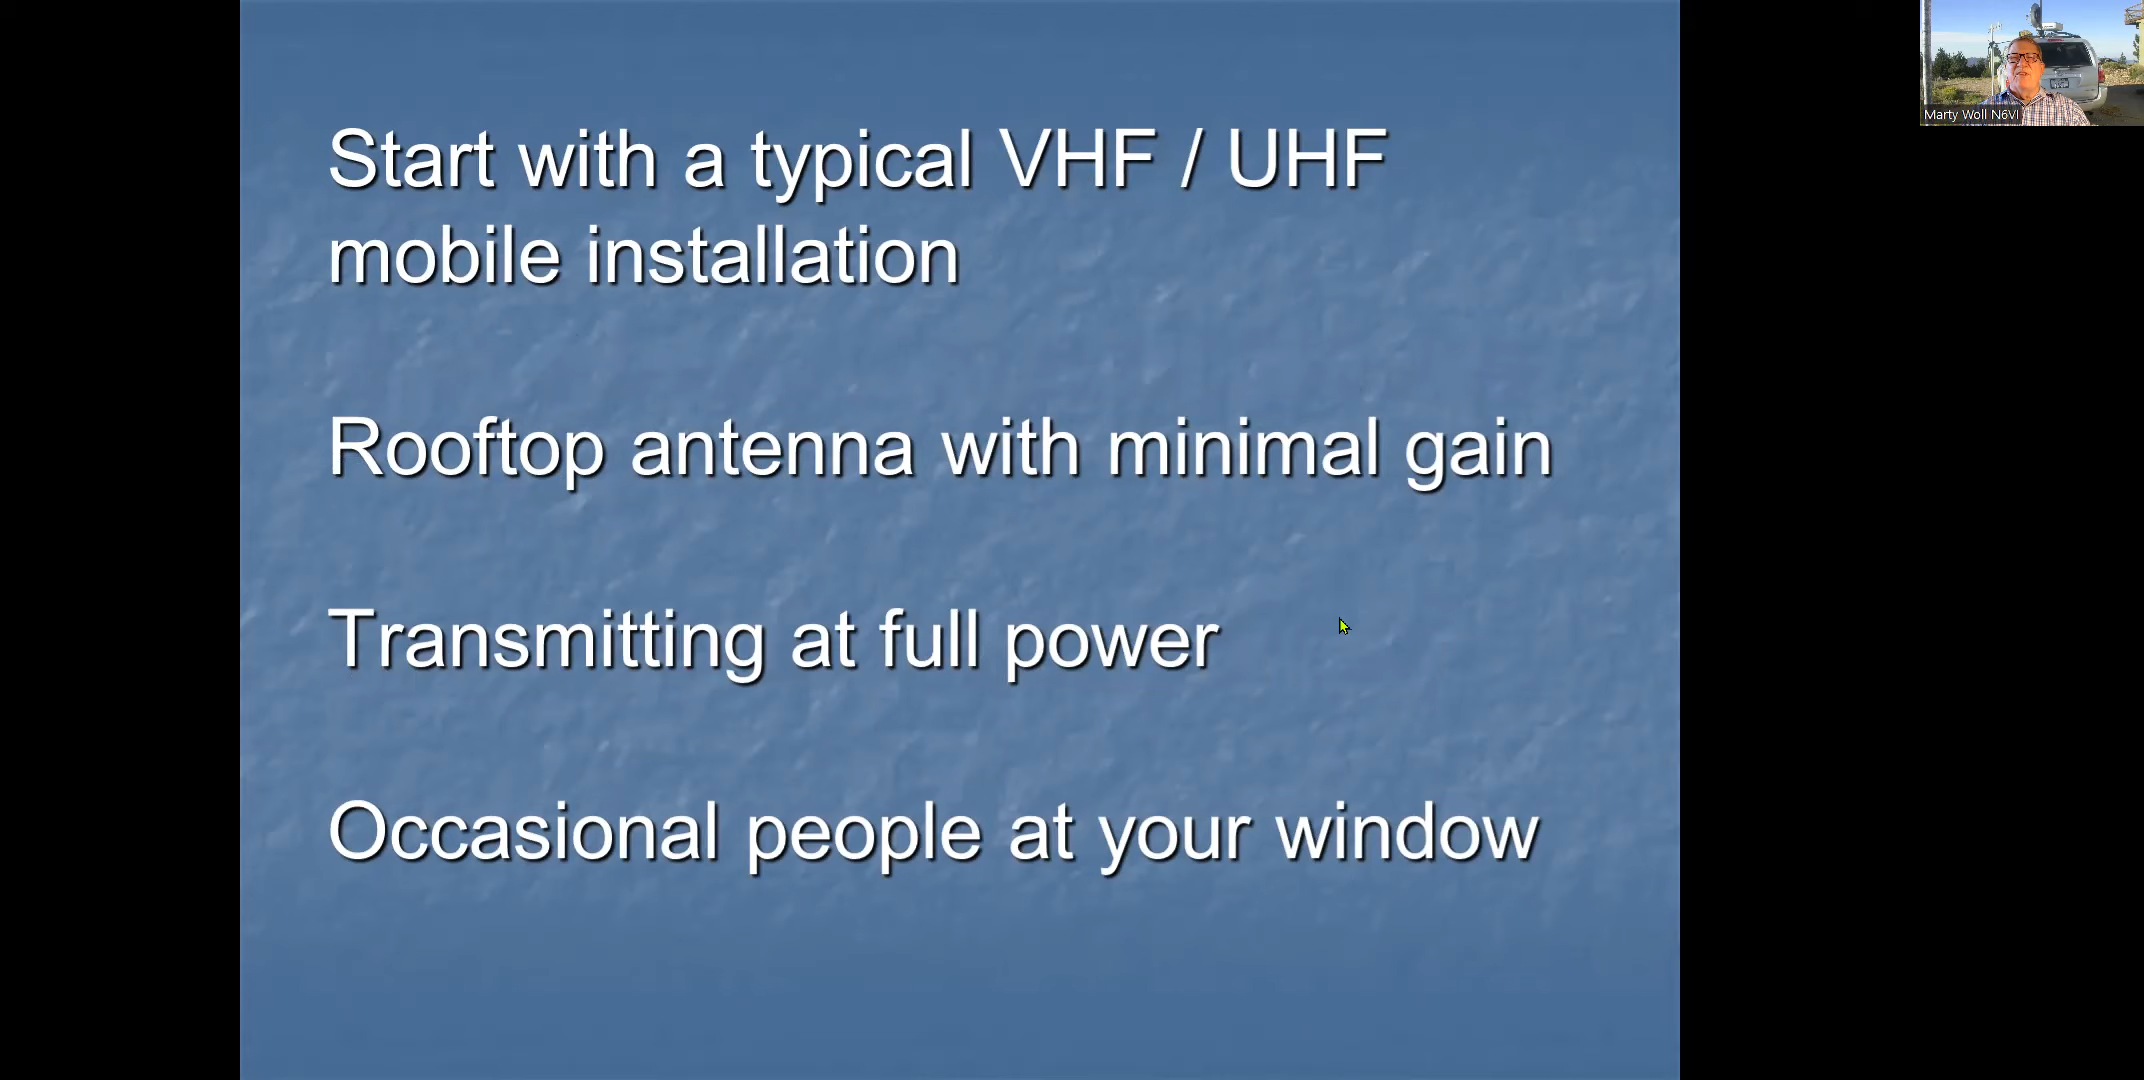 Start with a typical VHF / UHF
mobile installation
Rooftop antenna with minimal gain
Transmitting at full power
Occasional people at your window
Marty Woll N6VI